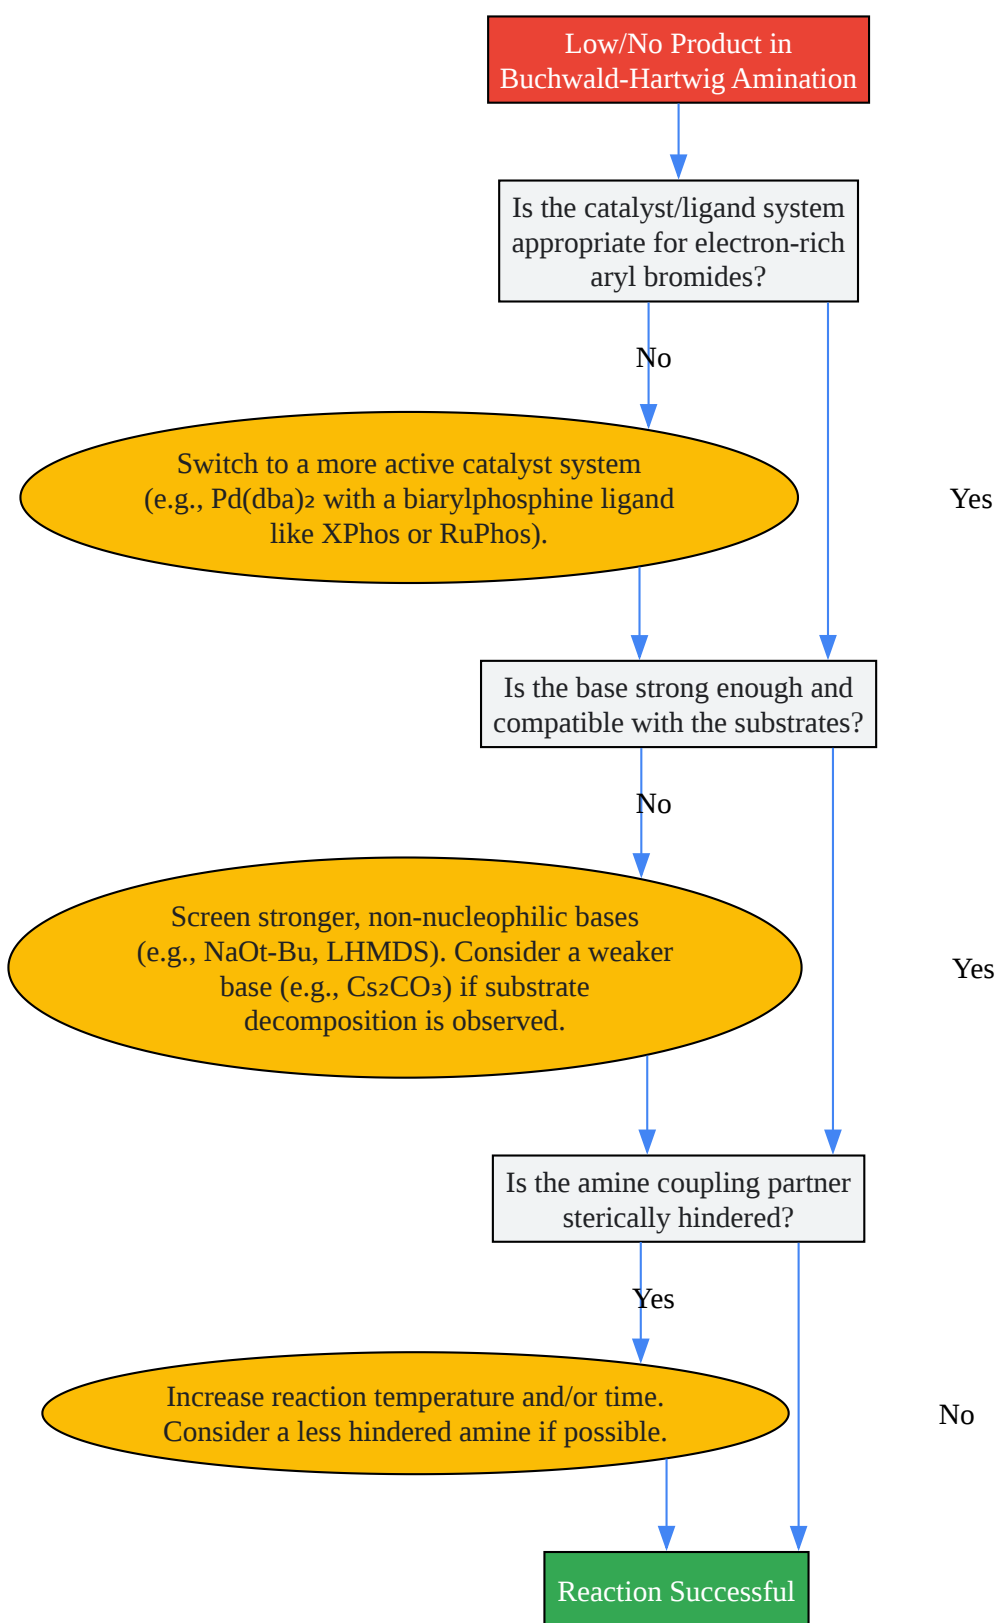 Low/No Product in
Buchwald-Hartwig Amination
Is the catalyst/ligand system
appropriate for electron-rich
aryl bromides?
No
Switch to a more active catalyst system
(e.g., Pd(dba)₂ with a biarylphosphine ligand
like XPhos or RuPhos).
Yes
Is the base strong enough and
compatible with the substrates?
No
Screen stronger, non-nucleophilic bases
(e.g., NaOt-Bu, LHMDS). Consider a weaker
base (e.g., Cs₂CO₃) if substrate
decomposition is observed.
Yes
Is the amine coupling partner
sterically hindered?
Yes
Increase reaction temperature and/or time.
Consider a less hindered amine if possible.
No
Reaction Successful